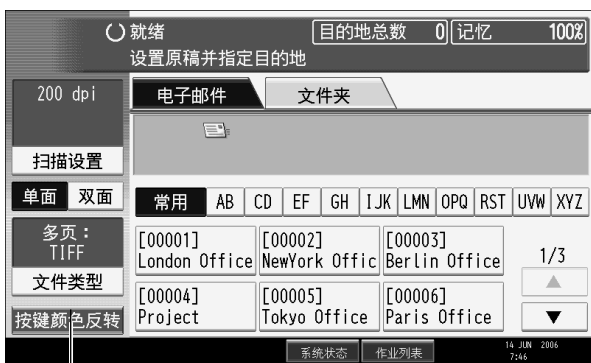 就绪 目的地总数 0 记忆 100%
设置原稿并指定目的地
200 dpi
扫描设置
单面 双面
多页：
TIFF
文件类型
按键颜色反转
电子邮件 文件夹
常用 AB CD EF GH IJK LMN OPQ RST UVW XYZ
[00001] [00002] [00003]
London Office NewYork Offic Berlin Office
1/3
[00004] [00005] [00006]
Project Tokyo Office Paris Office
系统状态 作业列表
14 JUN 2006
7:46